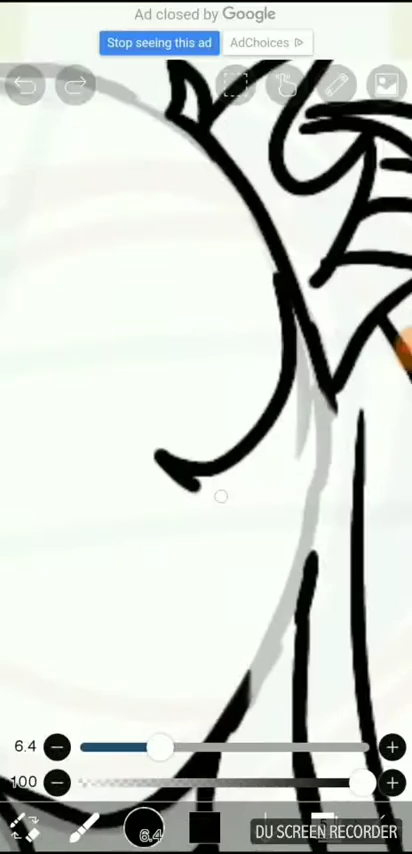 Ad closed by Google
Stop seeing this ad AdChoices
6.4
100
6.4
DU SCREEN RECORDER